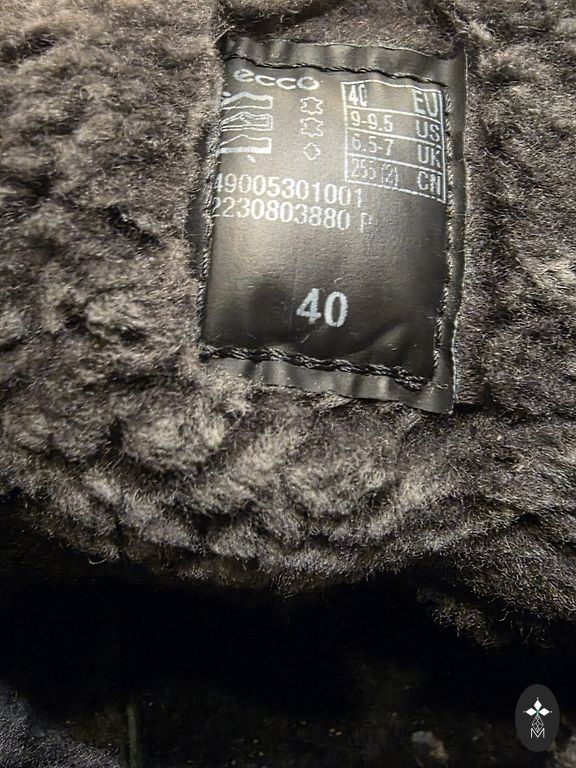 ecco
40 EU
9-9.5 US
6.5-7 UK
255 (2) CN
49005301001
2230803880 P
40
M